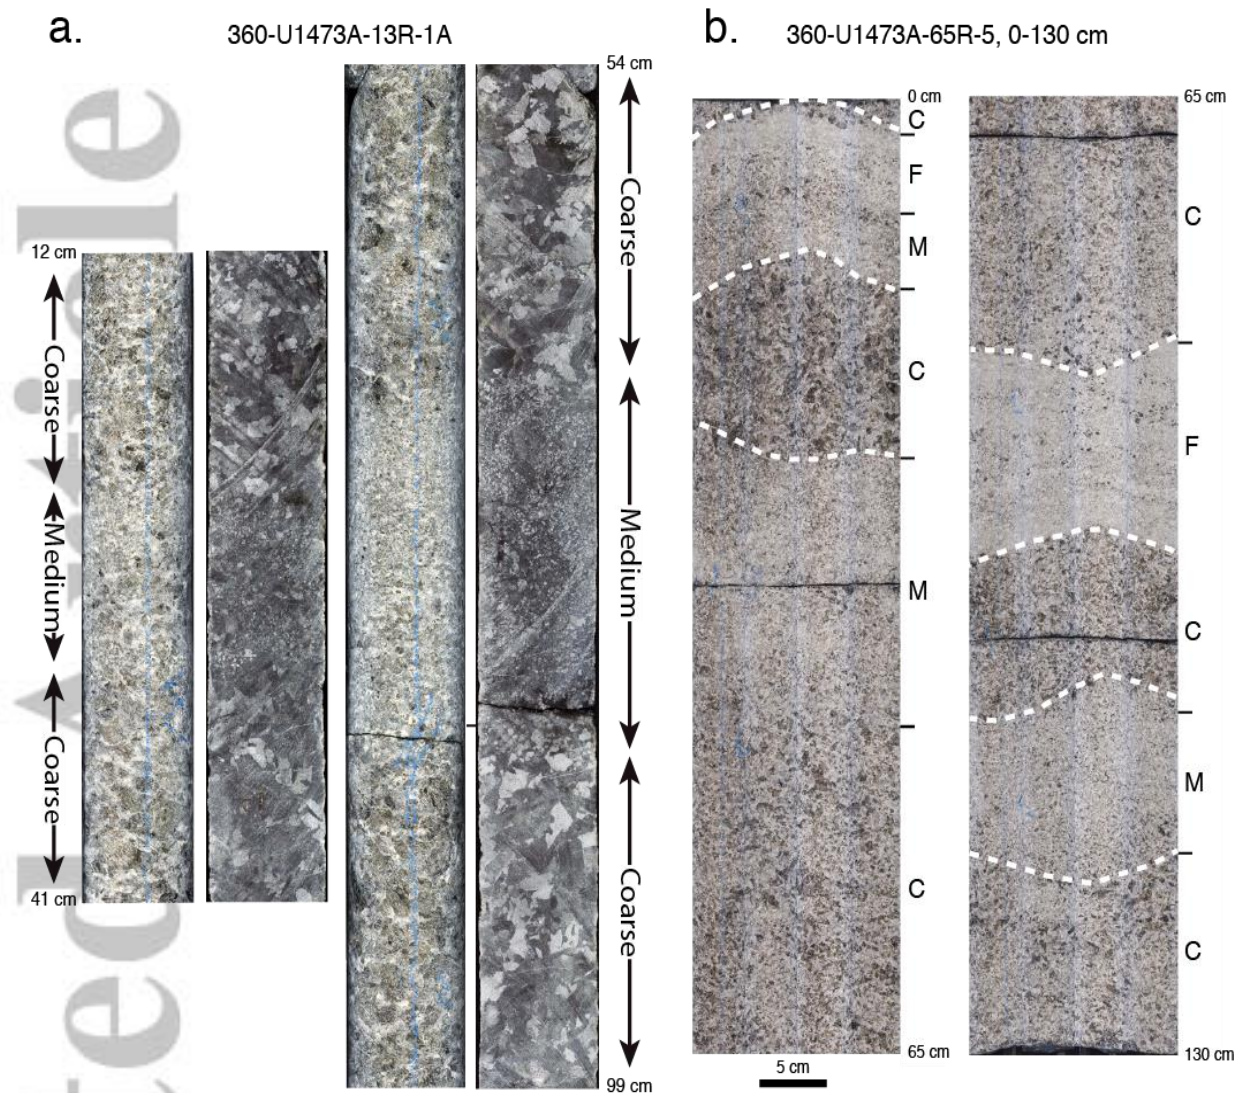 a.
360-U1473A-13R-1A
12 cm
Coarse
Medium
Coarse
41 cm
54 cm
Coarse
Medium
Coarse
99 cm
b.
360-U1473A-65R-5, 0-130 cm
0 cm
C
F
M
C
M
C
65 cm
5 cm
65 cm
C
F
C
M
C
130 cm